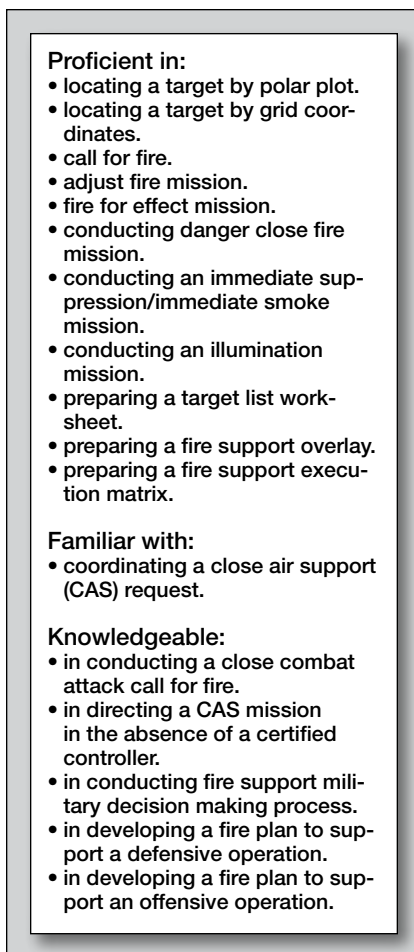 Proficient in:
• locating a target by polar plot.
• locating a target by grid coor-
dinates.
• call for fire.
• adjust fire mission.
• fire for effect mission.
• conducting danger close fire
mission.
• conducting an immediate sup-
pression/immediate smoke
mission.
• conducting an illumination
mission.
• preparing a target list work-
sheet.
• preparing a fire support overlay.
• preparing a fire support execu-
tion matrix.
Familiar with:
• coordinating a close air support
(CAS) request.
Knowledgeable:
• in conducting a close combat
attack call for fire.
• in directing a CAS mission
in the absence of a certified
controller.
• in conducting fire support mili-
tary decision making process.
• in developing a fire plan to sup-
port a defensive operation.
• in developing a fire plan to sup-
port an offensive operation.